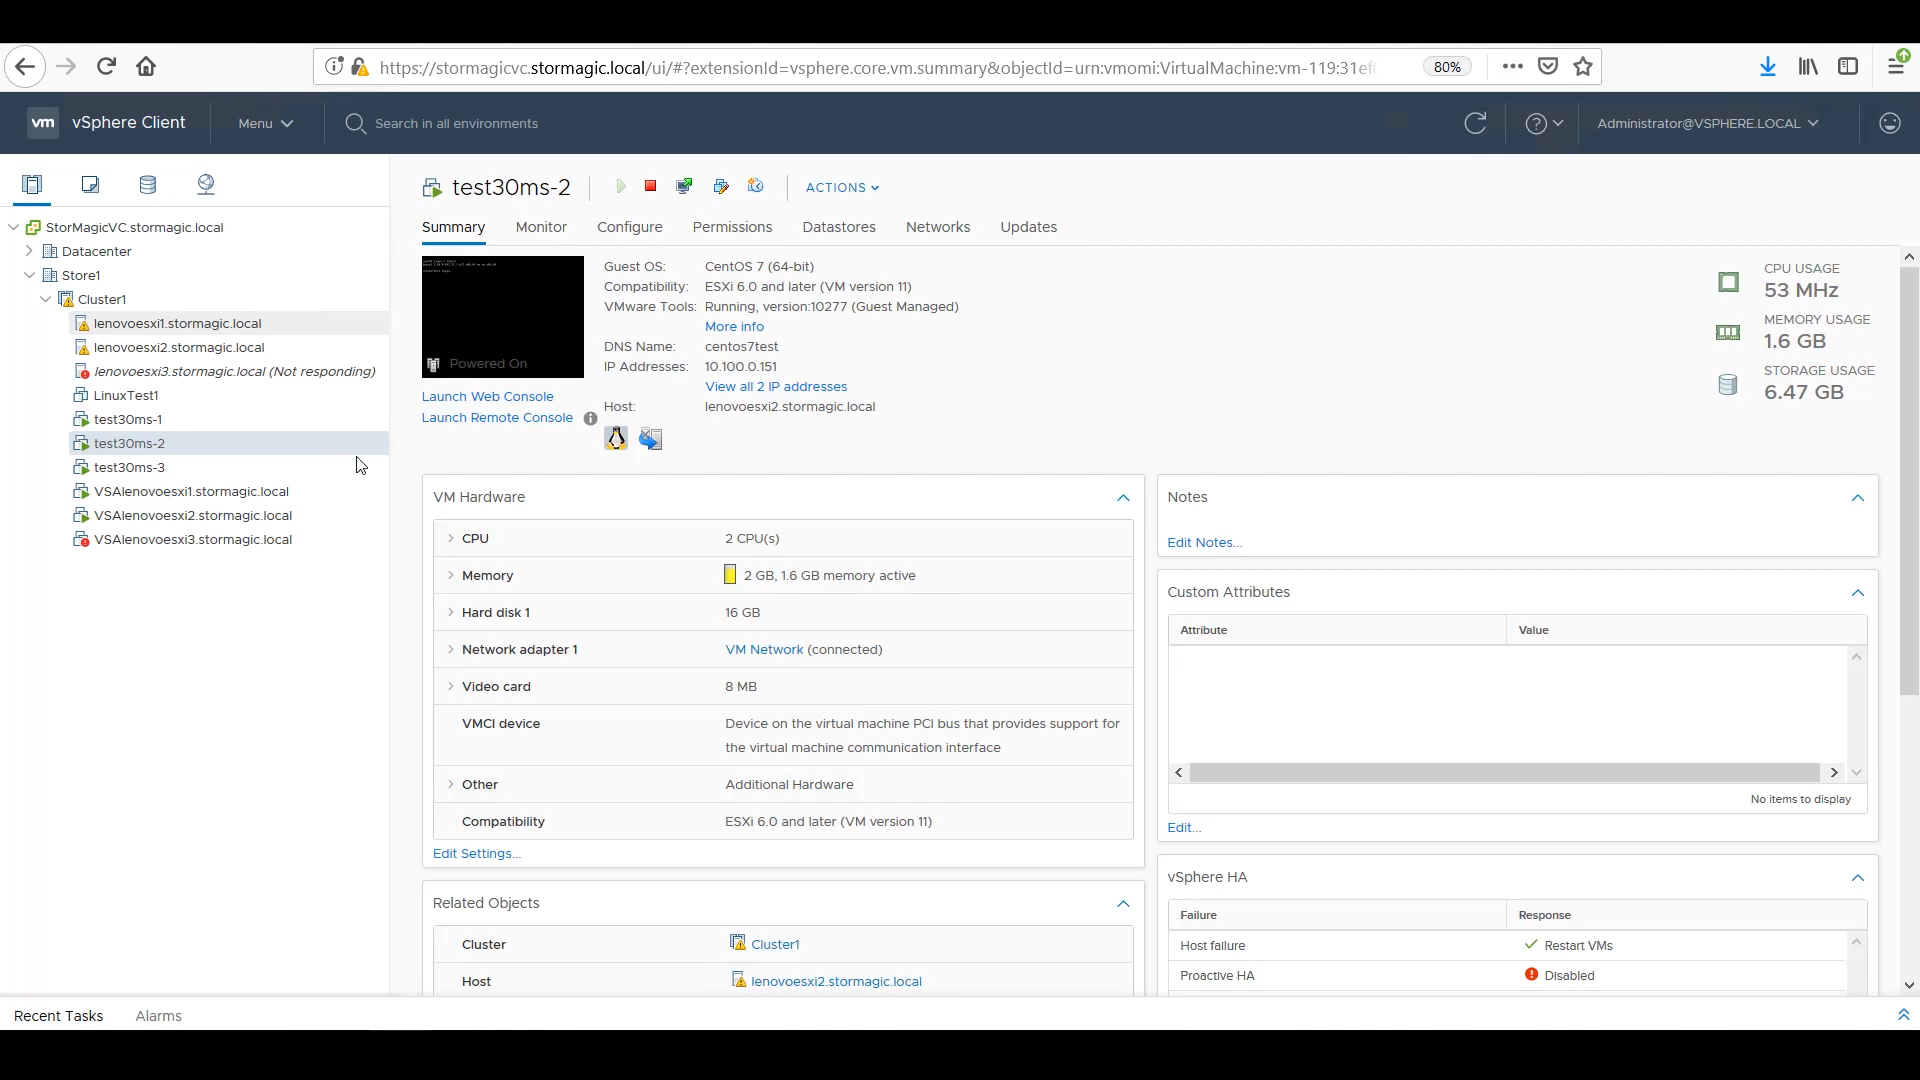 https://stormagicvc.stormagic.local/ui/#?extensionId=vsphere.core.vm.summary&objectId=urn:vmomi:VirtualMachine:vm-119:31ef
80%
vm vSphere Client
Menu
Search in all environments
Administrator@VSPHERE.LOCAL
StorMagicVC.stormagic.local
Datacenter
Store1
Cluster1
lenovoesxi1.stormagic.local
lenovoesxi2.stormagic.local
lenovoesxi3.stormagic.local (Not responding)
LinuxTest1
test30ms-1
test30ms-2
test30ms-3
VSAlenovoesxi1.stormagic.local
VSAlenovoesxi2.stormagic.local
VSAlenovoesxi3.stormagic.local
test30ms-2
ACTIONS
Summary Monitor Configure Permissions Datastores Networks Updates
Powered On
Launch Web Console
Launch Remote Console
Guest OS: CentOS 7 (64-bit)
Compatibility: ESXi 6.0 and later (VM version 11)
VMware Tools: Running, version:10277 (Guest Managed)
More info
DNS Name: centos7test
IP Addresses: 10.100.0.151
View all 2 IP addresses
Host: lenovoesxi2.stormagic.local
CPU USAGE
53 MHz
MEMORY USAGE
1.6 GB
STORAGE USAGE
6.47 GB
VM Hardware
CPU 2 CPU(s)
Memory 2 GB, 1.6 GB memory active
Hard disk 1 16 GB
Network adapter 1 VM Network (connected)
Video card 8 MB
VMCI device Device on the virtual machine PCI bus that provides support for
the virtual machine communication interface
Other Additional Hardware
Compatibility ESXi 6.0 and later (VM version 11)
Edit Settings...
Related Objects
Cluster Cluster1
Host lenovoesxi2.stormagic.local
Notes
Edit Notes...
Custom Attributes
Attribute Value
No items to display
Edit...
vSphere HA
Failure Response
Host failure Restart VMs
Proactive HA Disabled
Recent Tasks Alarms